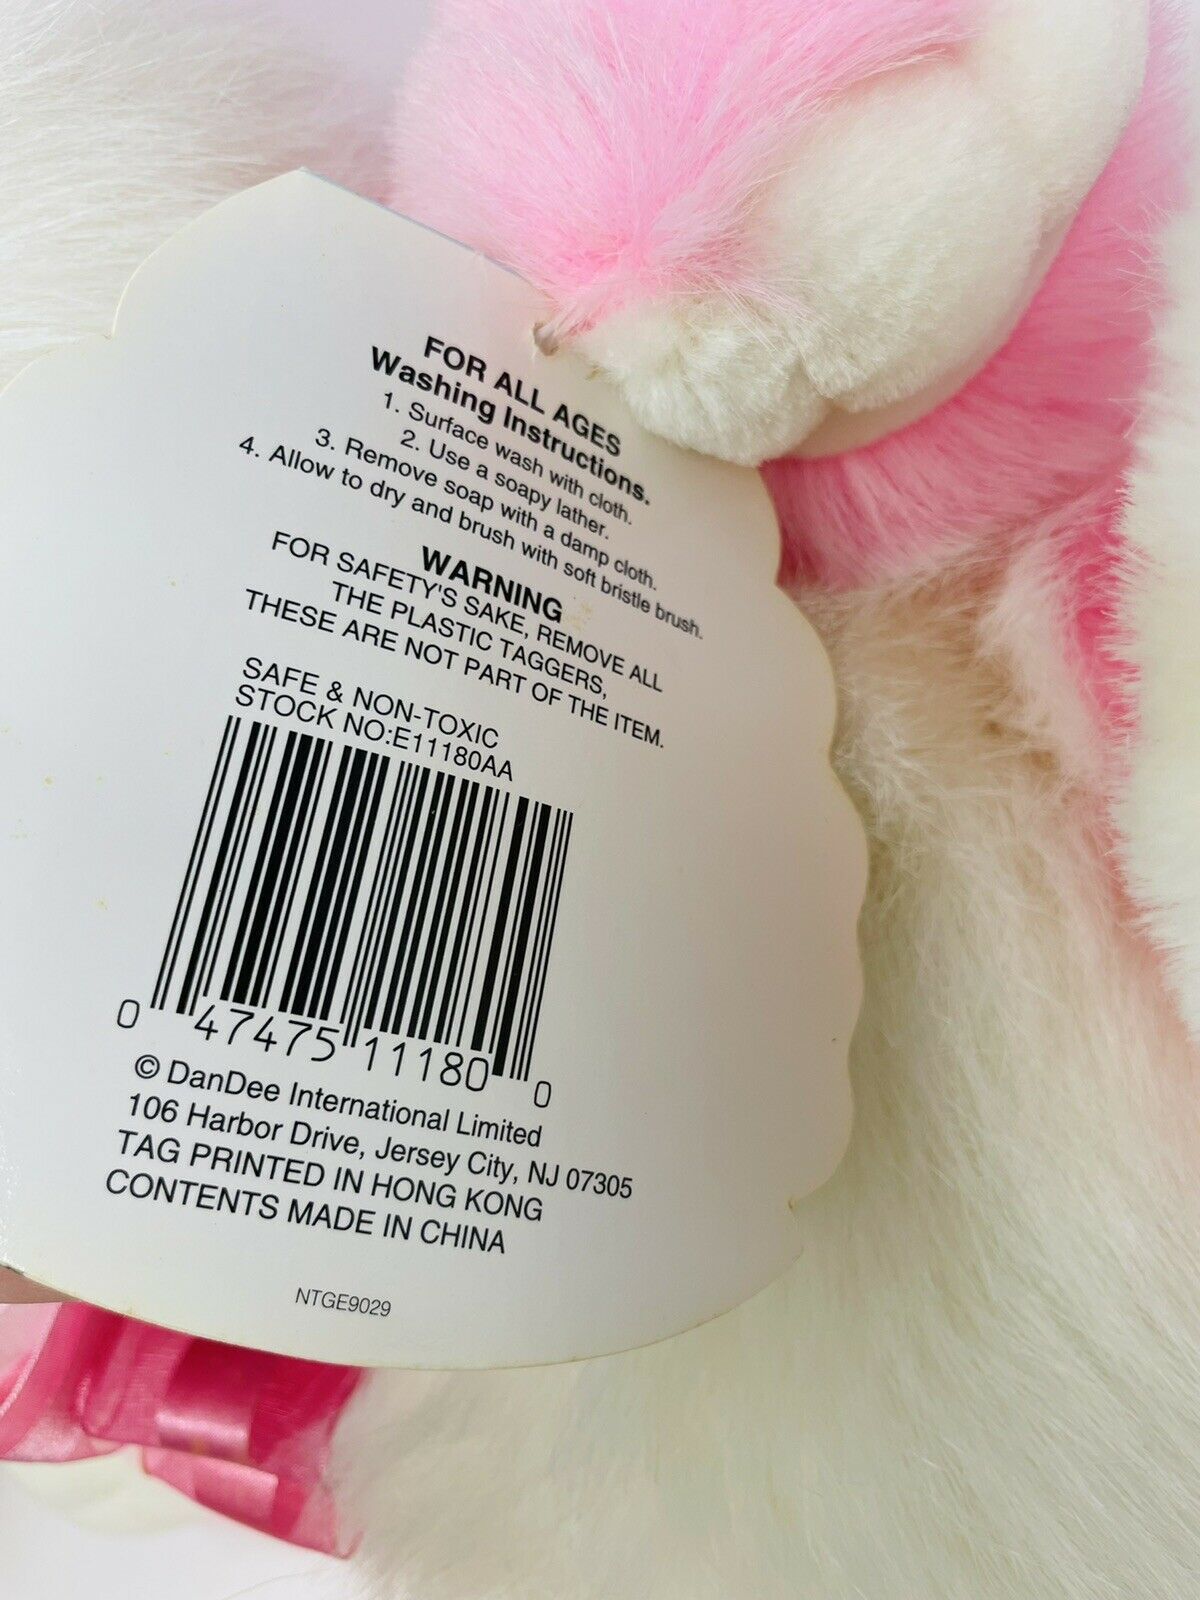 FOR ALL AGES
Washing Instructions.
1. Surface wash with cloth.
2. Use a soapy lather.
3. Remove soap with a damp cloth.
4. Allow to dry and brush with soft bristle brush.
WARNING
FOR SAFETY'S SAKE, REMOVE ALL
THE PLASTIC TAGGERS,
THESE ARE NOT PART OF THE ITEM.
SAFE & NON-TOXIC
STOCK NO:E11180AA
0 47475 11180 0
© DanDee International Limited
106 Harbor Drive, Jersey City, NJ 07305
TAG PRINTED IN HONG KONG
CONTENTS MADE IN CHINA
NTGE9029